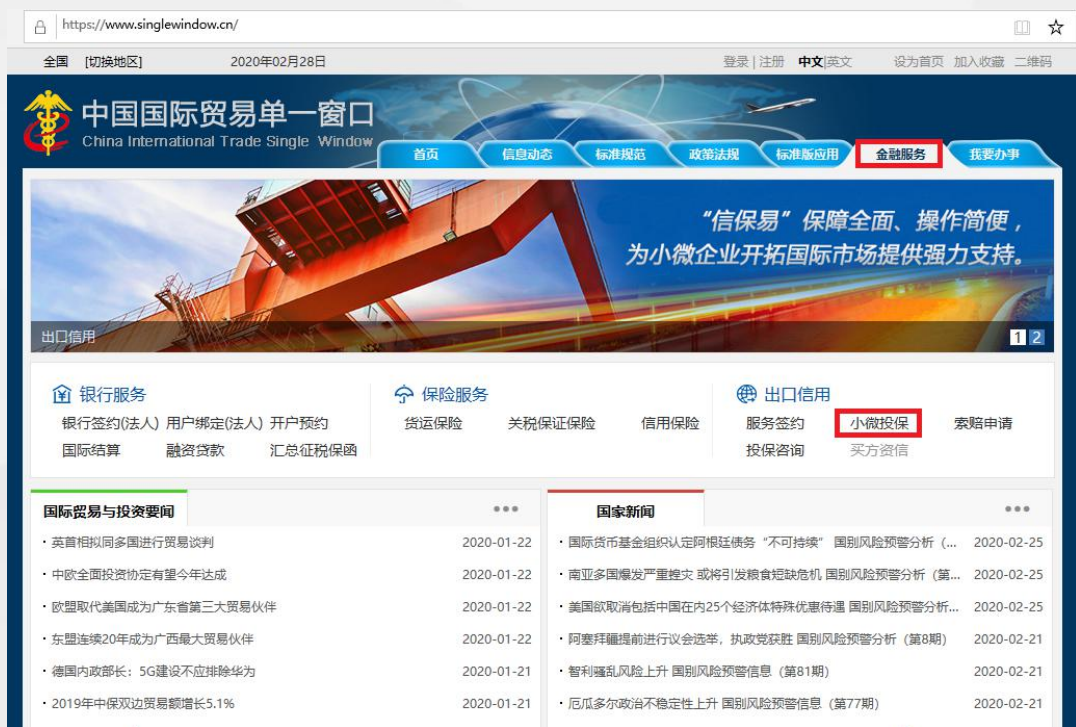 https://www.singlewindow.cn/
全国 [切换地区] 2020年02月28日 登录 | 注册 中文|英文 设为首页 加入收藏 二维码
中国国际贸易单一窗口
China International Trade Single Window
首页 信息动态 标准规范 政策法规 标准版应用 金融服务 我要办事
“信保易”保障全面、操作简便，
为小微企业开拓国际市场提供强力支持。
出口信用 1 2
银行服务 保险服务 出口信用
银行签约(法人) 用户绑定(法人) 开户预约 货运保险 关税保证保险 信用保险 服务签约 小微投保 索赔申请
国际结算 融资贷款 汇总征税保函 投保咨询 买方资信
国际贸易与投资要闻 ••• 国家新闻 •••
· 英首相拟同多国进行贸易谈判 2020-01-22 · 国际货币基金组织认定阿根廷债务“不可持续” 国别风险预警分析（... 2020-02-25
· 中欧全面投资协定有望今年达成 2020-01-22 · 南亚多国爆发严重蝗灾 或将引发粮食短缺危机 国别风险预警分析（第... 2020-02-25
· 欧盟取代美国成为广东省第三大贸易伙伴 2020-01-22 · 美国欲取消包括中国在内25个经济体特殊优惠待遇 国别风险预警分析... 2020-02-25
· 东盟连续20年成为广西最大贸易伙伴 2020-01-22 · 阿塞拜疆提前进行议会选举，执政党获胜 国别风险预警分析（第8期） 2020-02-21
· 德国内政部长：5G建设不应排除华为 2020-01-21 · 智利骚乱风险上升 国别风险预警信息（第81期） 2020-02-21
· 2019年中保双边贸易额增长5.1% 2020-01-21 · 厄瓜多尔政治不稳定性上升 国别风险预警信息（第77期） 2020-02-21